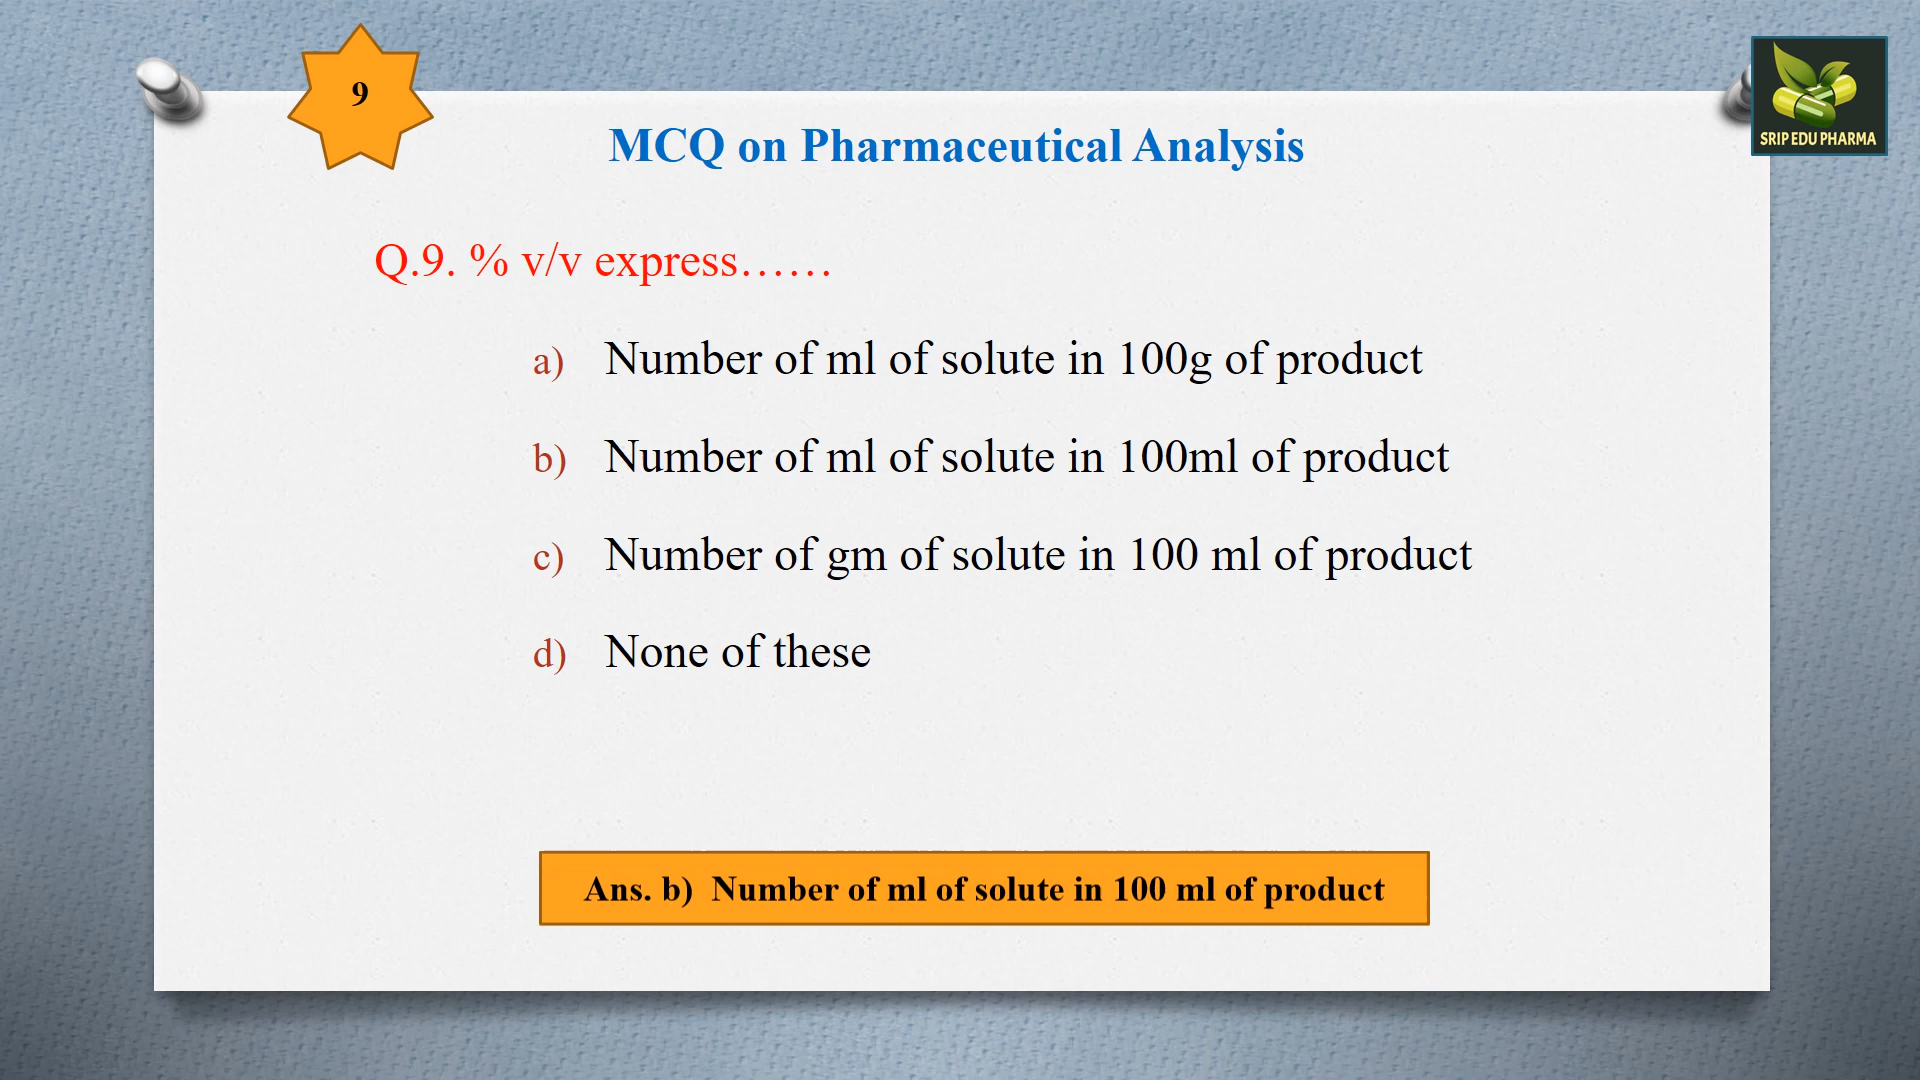 9
SRIP EDU PHARMA
MCQ on Pharmaceutical Analysis
Q.9. % v/v express……
a) Number of ml of solute in 100g of product
b) Number of ml of solute in 100ml of product
c) Number of gm of solute in 100 ml of product
d) None of these
Ans. b) Number of ml of solute in 100 ml of product